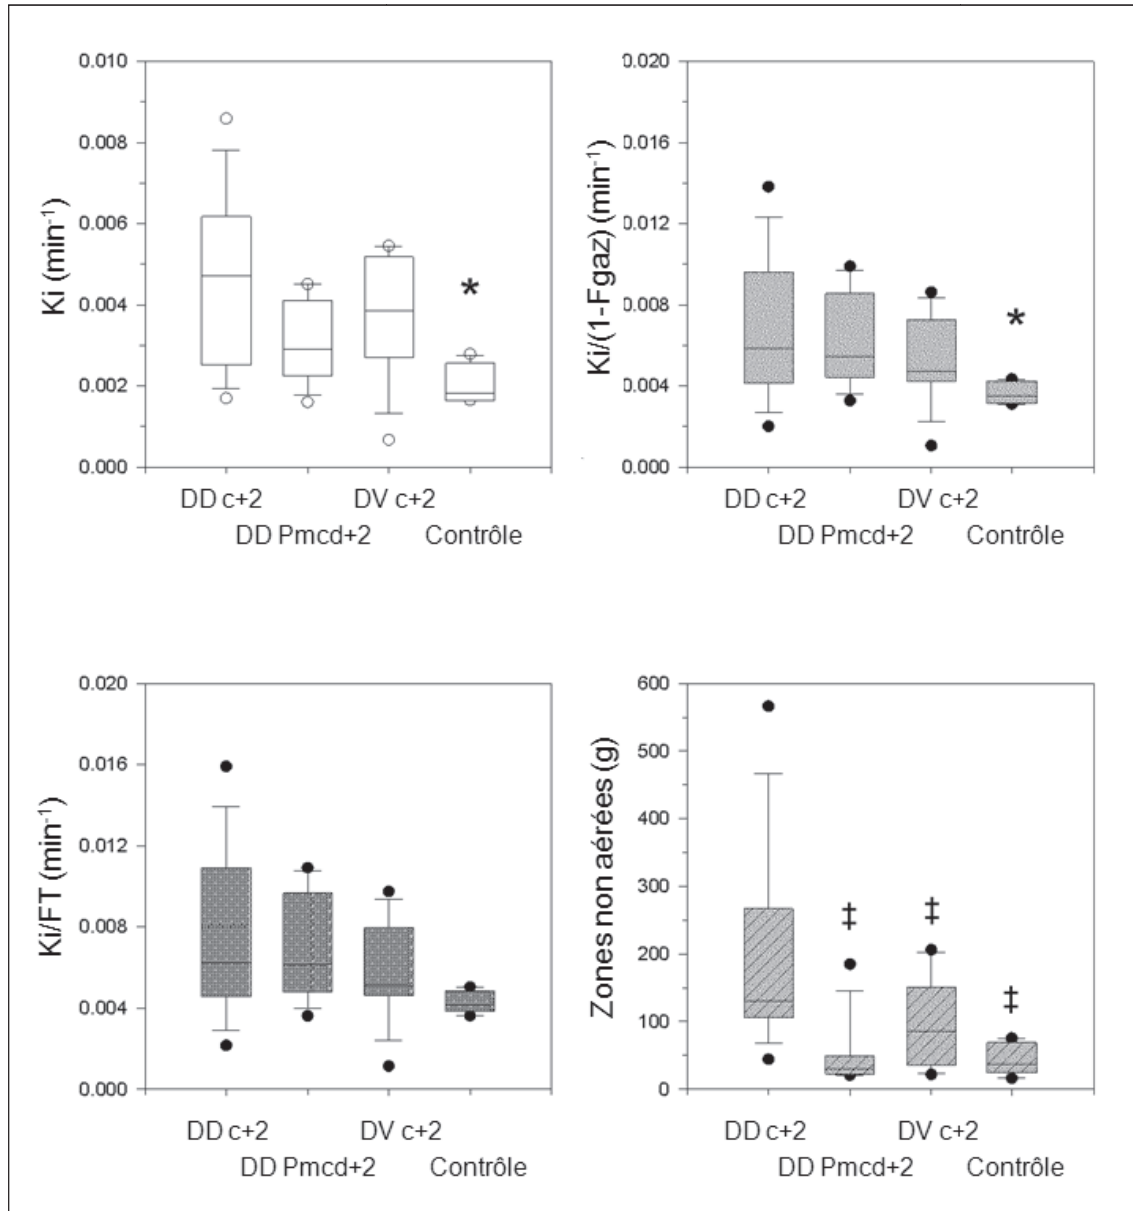 Ki (min⁻¹)
0.010
0.008
0.006
0.004
0.002
0.000
*
DD c+2
DV c+2
DD Pmcd+2
Contrôle
Ki/(1-Fgaz) (min⁻¹)
0.020
0.016
0.012
0.008
0.004
0.000
*
DD c+2
DV c+2
DD Pmcd+2
Contrôle
Ki/FT (min⁻¹)
0.020
0.016
0.012
0.008
0.004
0.000
DD c+2
DV c+2
DD Pmcd+2
Contrôle
Zones non aérées (g)
600
500
400
300
200
100
0
‡
‡
‡
DD c+2
DV c+2
DD Pmcd+2
Contrôle